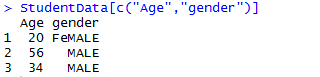 > StudentData[c("Age","gender")]
  Age gender
1  20 FeMALE
2  56   MALE
3  34   MALE